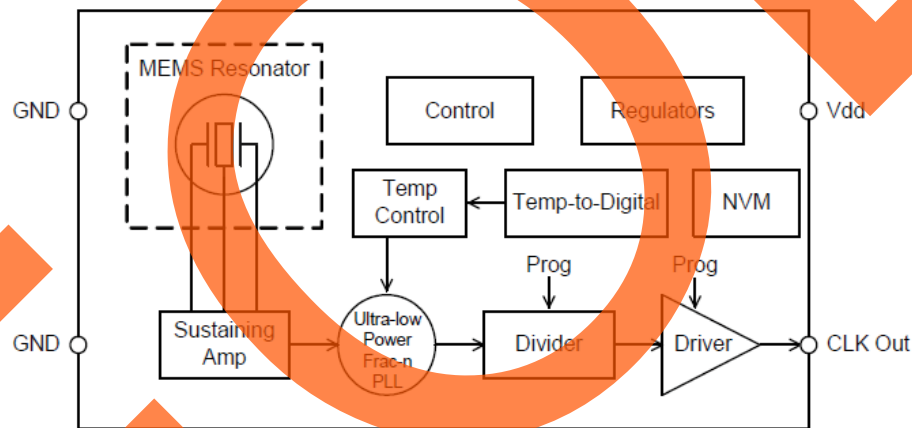 MEMS Resonator
GND
Control
Regulators
Vdd
Temp
Control
Temp-to-Digital
NVM
Prog
Prog
GND
Sustaining
Amp
Ultra-low
Power
Frac-n
PLL
Divider
Driver
CLK Out